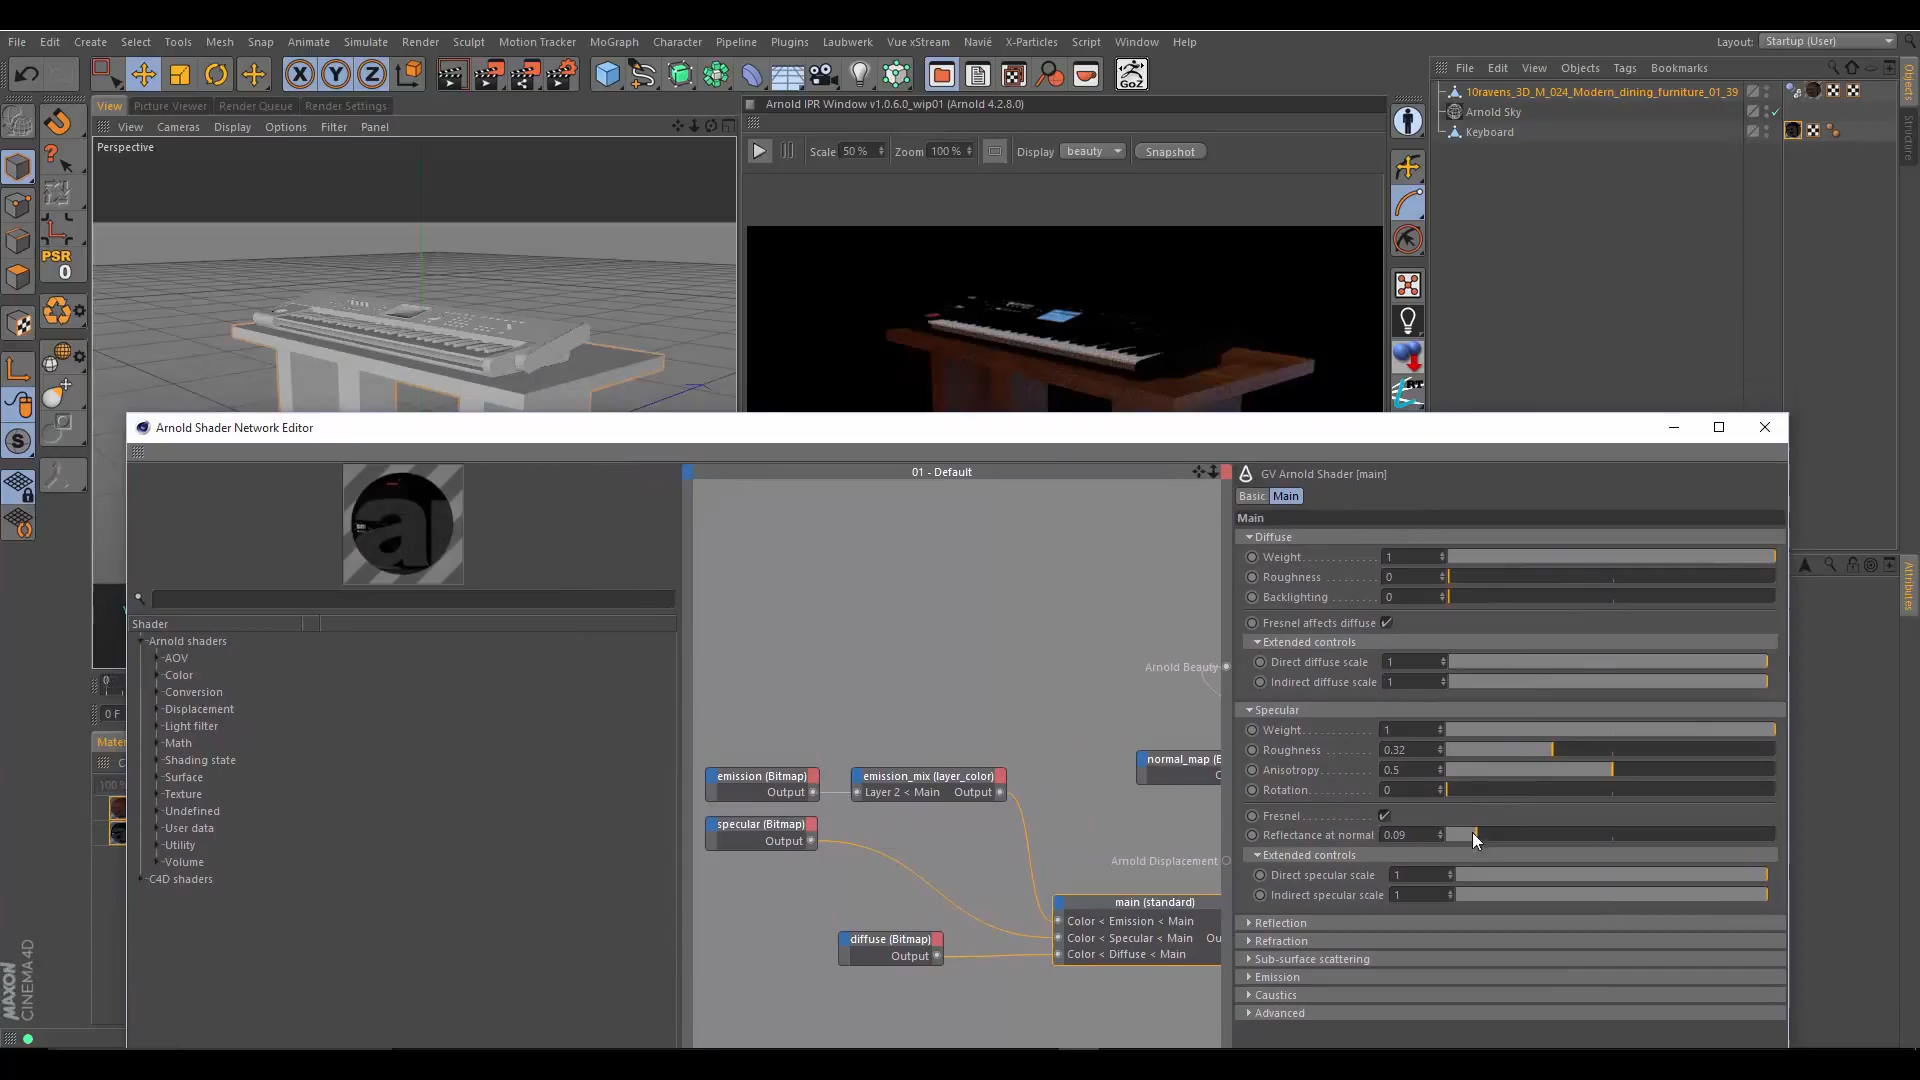 File Edit Create Select Tools Mesh Snap Animate Simulate Render Sculpt Motion Tracker MoGraph Character Pipeline Plugins Laubwerk Vue xStream Navié X-Particles Script Window Help Layout: Startup (User)
X Y Z GoZ
File Edit View Objects Tags Bookmarks
View Picture Viewer Render Queue Render Settings
Arnold IPR Window v1.0.6.0_wip01 (Arnold 4.2.8.0)
10ravens_3D_M_024_Modern_dining_furniture_01_39
Arnold Sky
Keyboard
View Cameras Display Options Filter Panel
Perspective
Scale 50 % Zoom 100 % Display beauty Snapshot
Objects
Structure
Attributes
PSR
0
S
0
0 F
Mater
100 %
MAXON
CINEMA4D
Arnold Shader Network Editor
01 - Default
Shader
Arnold shaders
AOV
Color
Conversion
Displacement
Light filter
Math
Shading state
Surface
Texture
Undefined
User data
Utility
Volume
C4D shaders
Arnold Beauty
normal_map (B
emission (Bitmap)
Output
emission_mix (layer_color)
Layer 2 < Main Output
specular (Bitmap)
Output
Arnold Displacement
main (standard)
Color < Emission < Main
Color < Specular < Main Ou
Color < Diffuse < Main
diffuse (Bitmap)
Output
GV Arnold Shader [main]
Basic Main
Main
Diffuse
Weight 1
Roughness 0
Backlighting 0
Fresnel affects diffuse
Extended controls
Direct diffuse scale 1
Indirect diffuse scale 1
Specular
Weight 1
Roughness 0.32
Anisotropy 0.5
Rotation 0
Fresnel
Reflectance at normal 0.09
Extended controls
Direct specular scale 1
Indirect specular scale 1
Reflection
Refraction
Sub-surface scattering
Emission
Caustics
Advanced